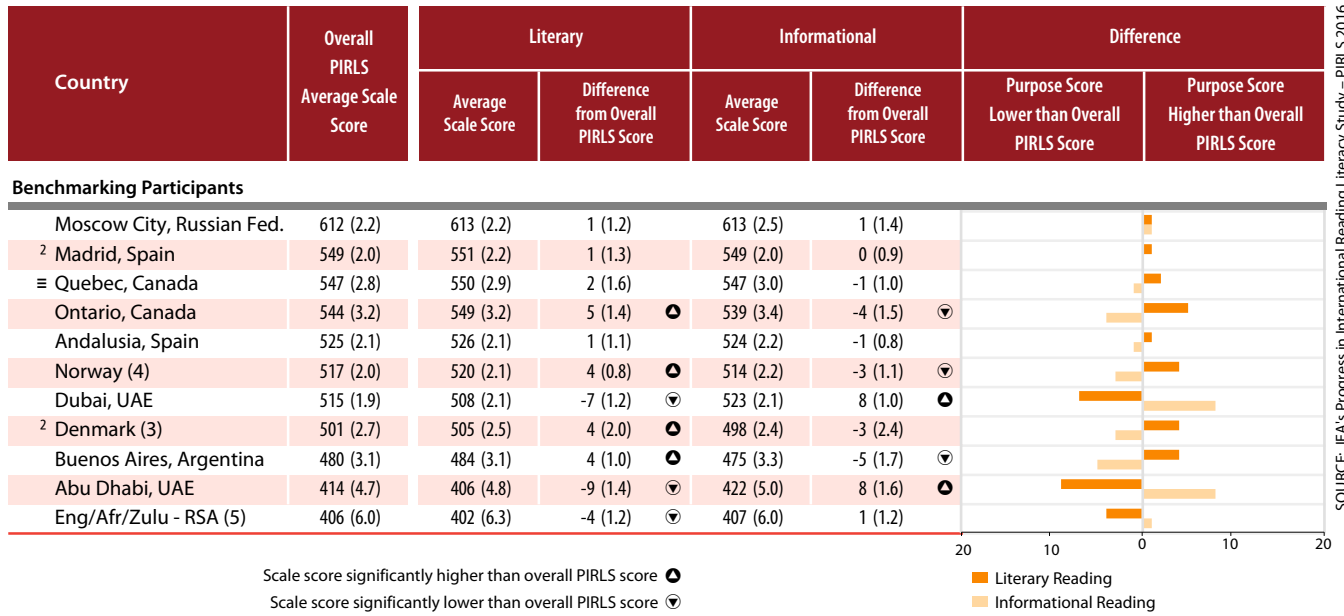 Country
Overall PIRLS Average Scale Score
Literary
Informational
Difference
Average Scale Score
Difference from Overall PIRLS Score
Average Scale Score
Difference from Overall PIRLS Score
Purpose Score Lower than Overall PIRLS Score
Purpose Score Higher than Overall PIRLS Score
Benchmarking Participants
Moscow City, Russian Fed. 612 (2.2) 613 (2.2) 1 (1.2) 613 (2.5) 1 (1.4)
2 Madrid, Spain 549 (2.0) 551 (2.2) 1 (1.3) 549 (2.0) 0 (0.9)
≡ Quebec, Canada 547 (2.8) 550 (2.9) 2 (1.6) 547 (3.0) -1 (1.0)
Ontario, Canada 544 (3.2) 549 (3.2) 5 (1.4) 539 (3.4) -4 (1.5)
Andalusia, Spain 525 (2.1) 526 (2.1) 1 (1.1) 524 (2.2) -1 (0.8)
Norway (4) 517 (2.0) 520 (2.1) 4 (0.8) 514 (2.2) -3 (1.1)
Dubai, UAE 515 (1.9) 508 (2.1) -7 (1.2) 523 (2.1) 8 (1.0)
2 Denmark (3) 501 (2.7) 505 (2.5) 4 (2.0) 498 (2.4) -3 (2.4)
Buenos Aires, Argentina 480 (3.1) 484 (3.1) 4 (1.0) 475 (3.3) -5 (1.7)
Abu Dhabi, UAE 414 (4.7) 406 (4.8) -9 (1.4) 422 (5.0) 8 (1.6)
Eng/Afr/Zulu - RSA (5) 406 (6.0) 402 (6.3) -4 (1.2) 407 (6.0) 1 (1.2)
20 10 0 10 20
Scale score significantly higher than overall PIRLS score
Scale score significantly lower than overall PIRLS score
Literary Reading
Informational Reading
SOURCE: IEA's Progress in International Reading Literacy Study – PIRLS 2016